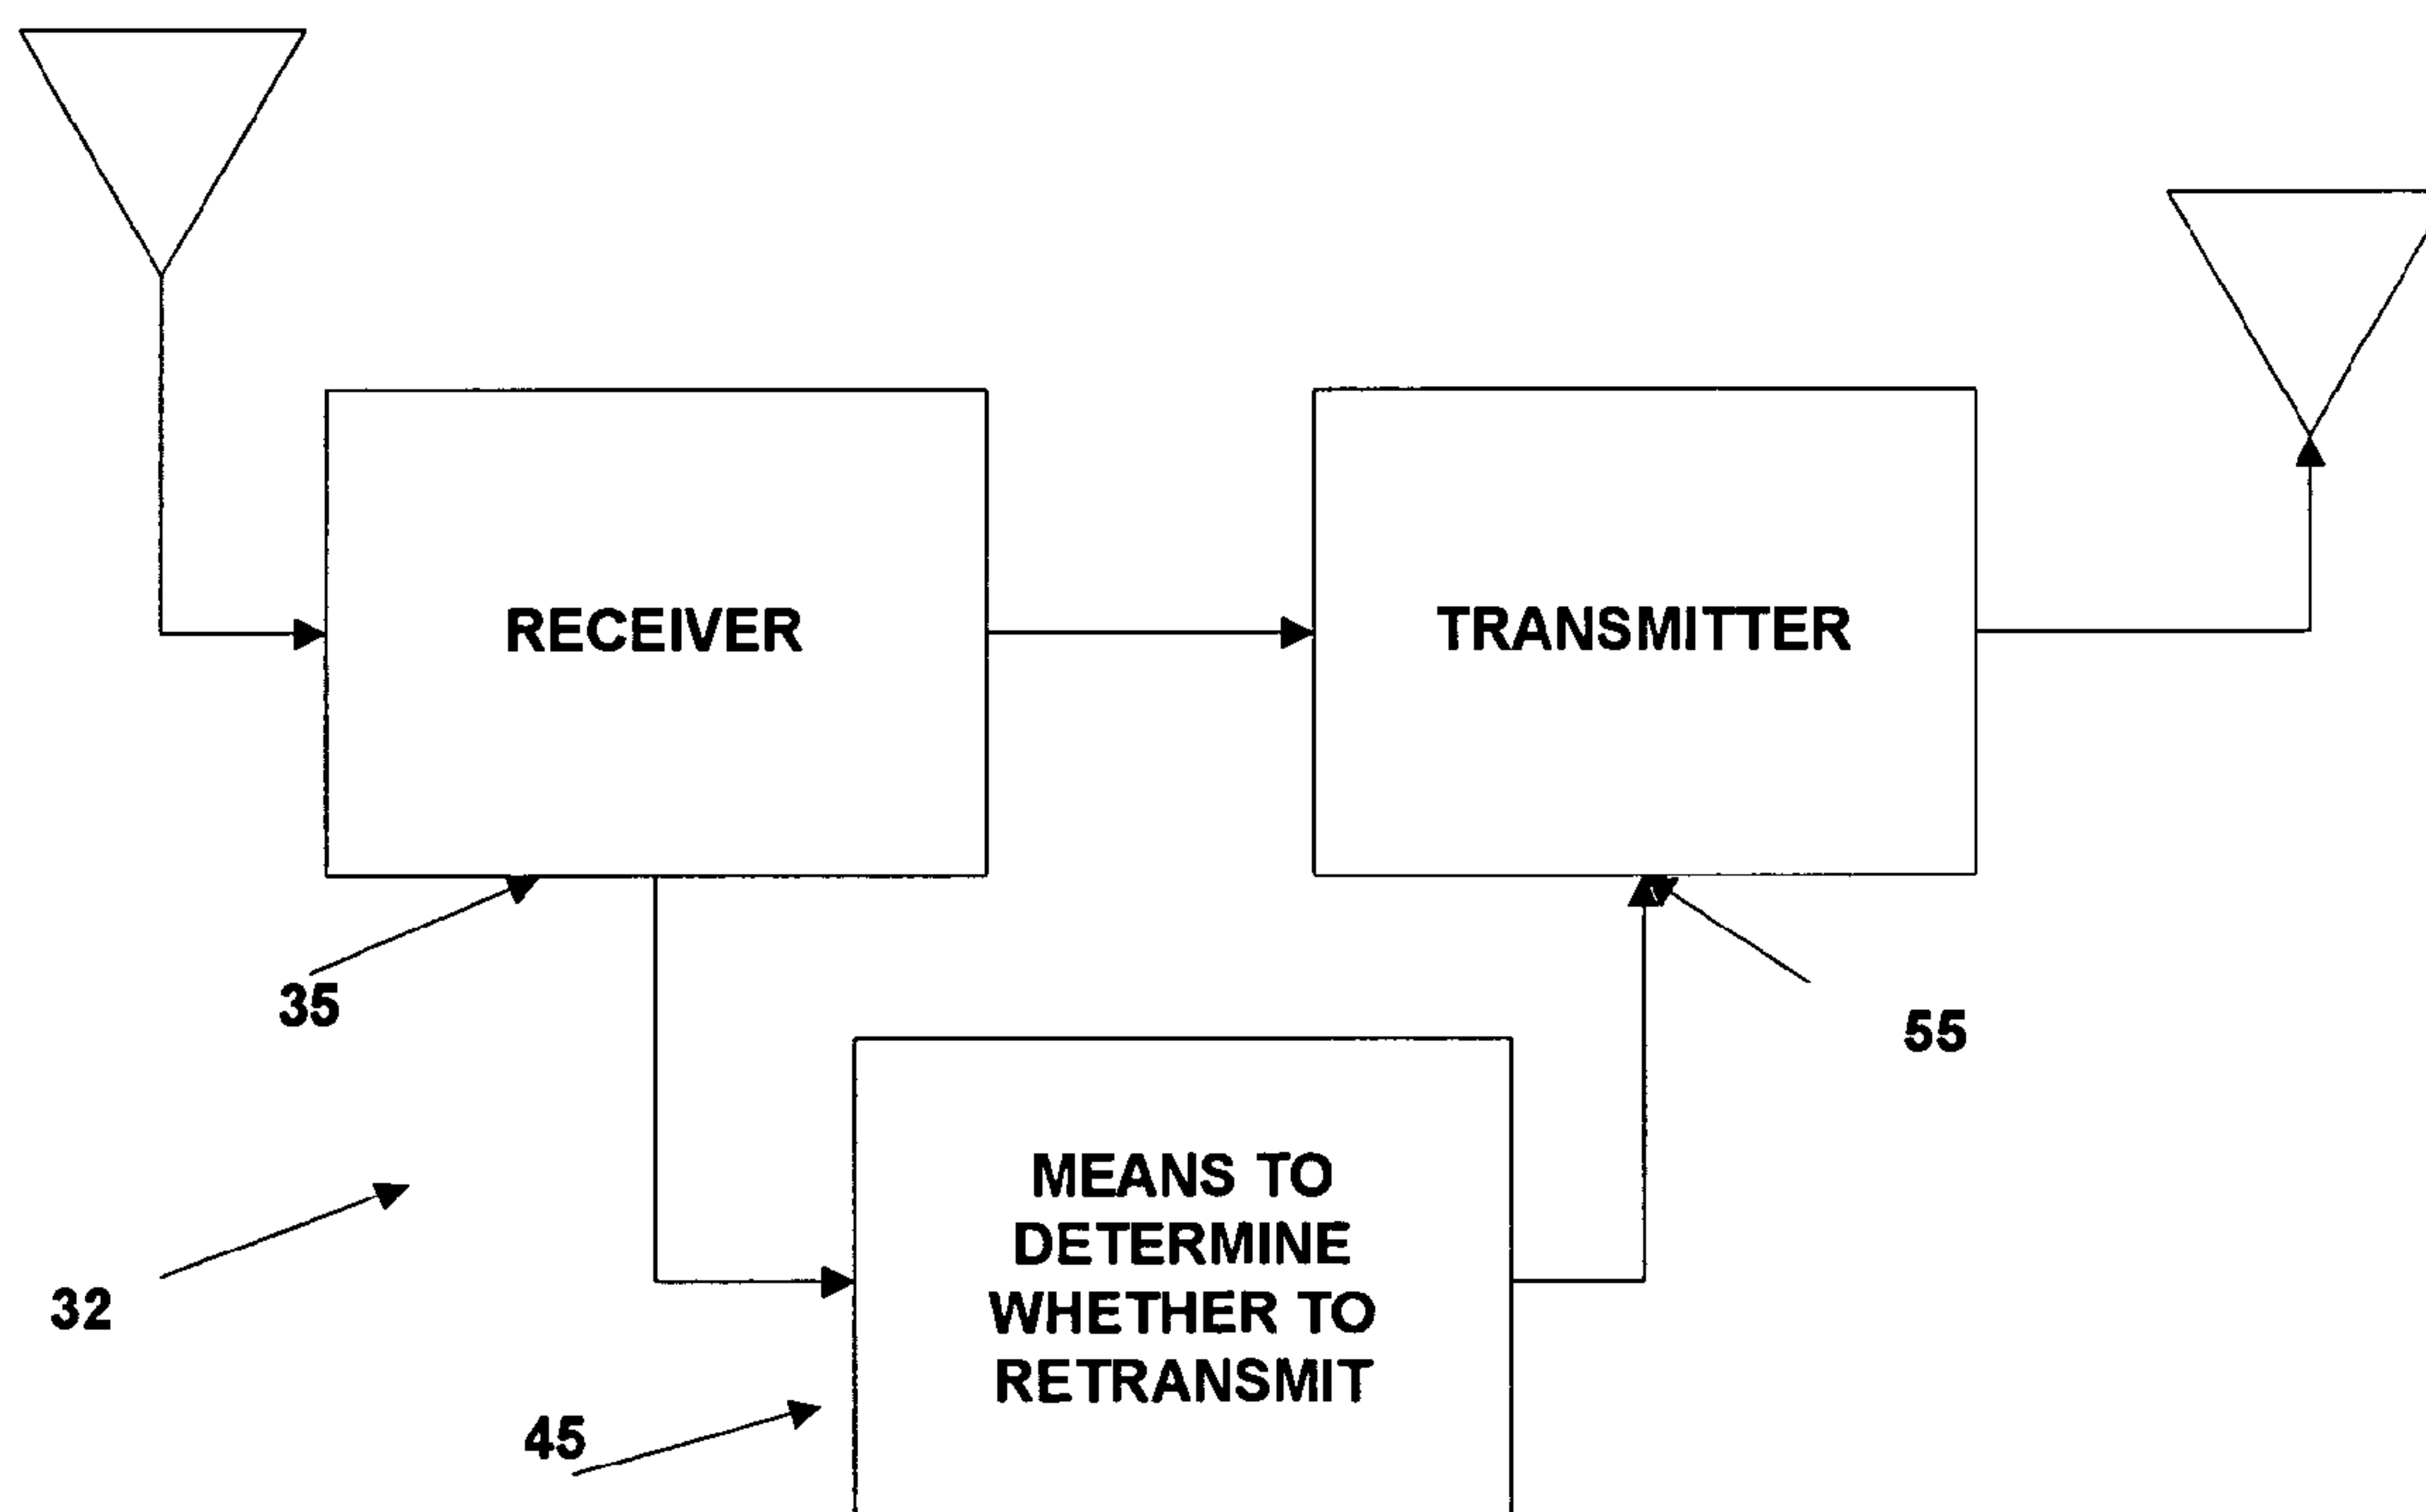 RECEIVER
TRANSMITTER
35
55
MEANS TO
DETERMINE
WHETHER TO
RETRANSMIT
32
45